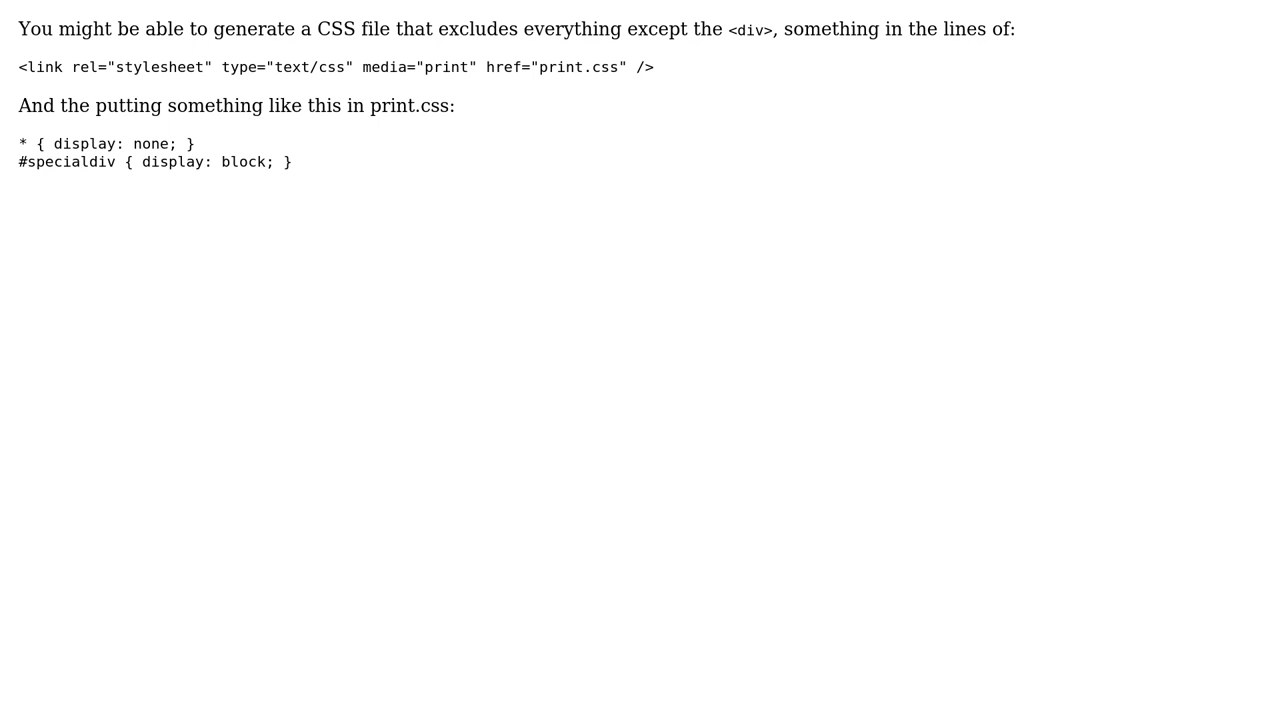 You might be able to generate a CSS file that excludes everything except the <div>, something in the lines of:
<link rel="stylesheet" type="text/css" media="print" href="print.css" />
And the putting something like this in print.css:
* { display: none; }
#specialdiv { display: block; }